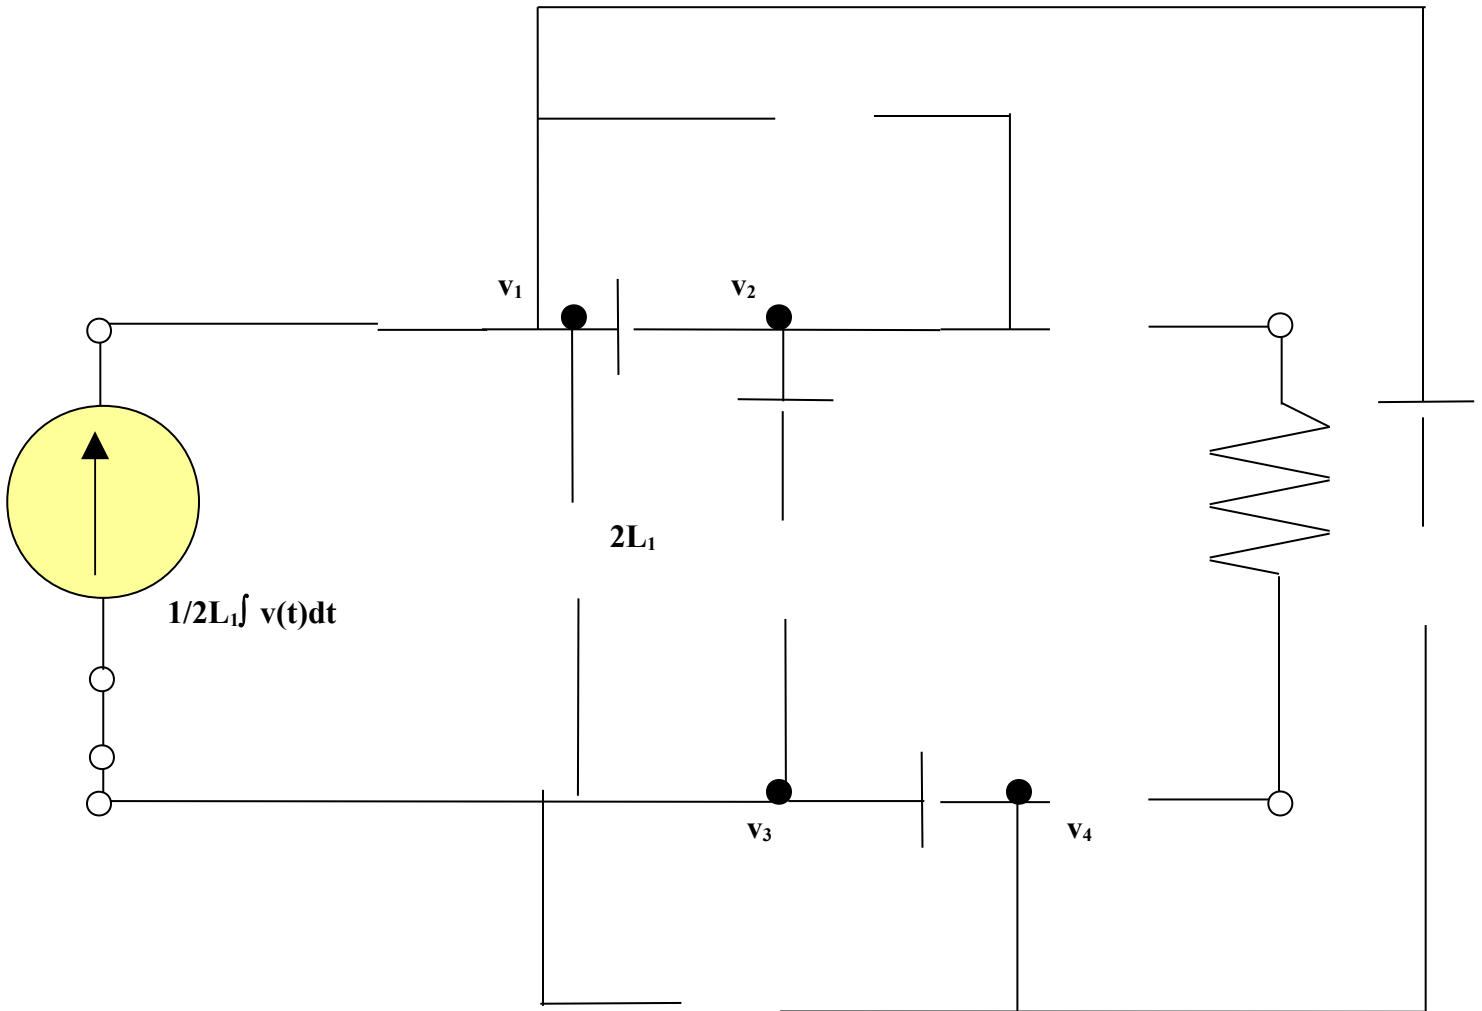 v₁
v₂
2L₁
1/2L₁∫ v(t)dt
v₃
v₄